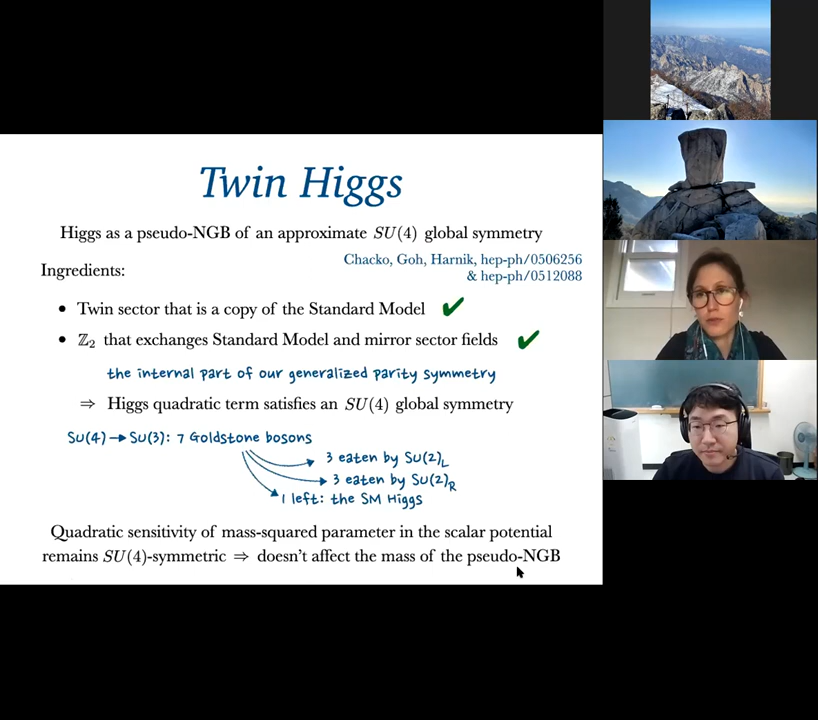 Twin Higgs
Higgs as a pseudo-NGB of an approximate SU(4) global symmetry
Chacko, Goh, Harnik, hep-ph/0506256
& hep-ph/0512088
Ingredients:
• Twin sector that is a copy of the Standard Model ✔
• ℤ₂ that exchanges Standard Model and mirror sector fields ✔
the internal part of our generalized parity symmetry
⇒ Higgs quadratic term satisfies an SU(4) global symmetry
SU(4) → SU(3): 7 Goldstone bosons
3 eaten by SU(2)_L
3 eaten by SU(2)_R
1 left: the SM Higgs
Quadratic sensitivity of mass-squared parameter in the scalar potential
remains SU(4)-symmetric ⇒ doesn't affect the mass of the pseudo-NGB